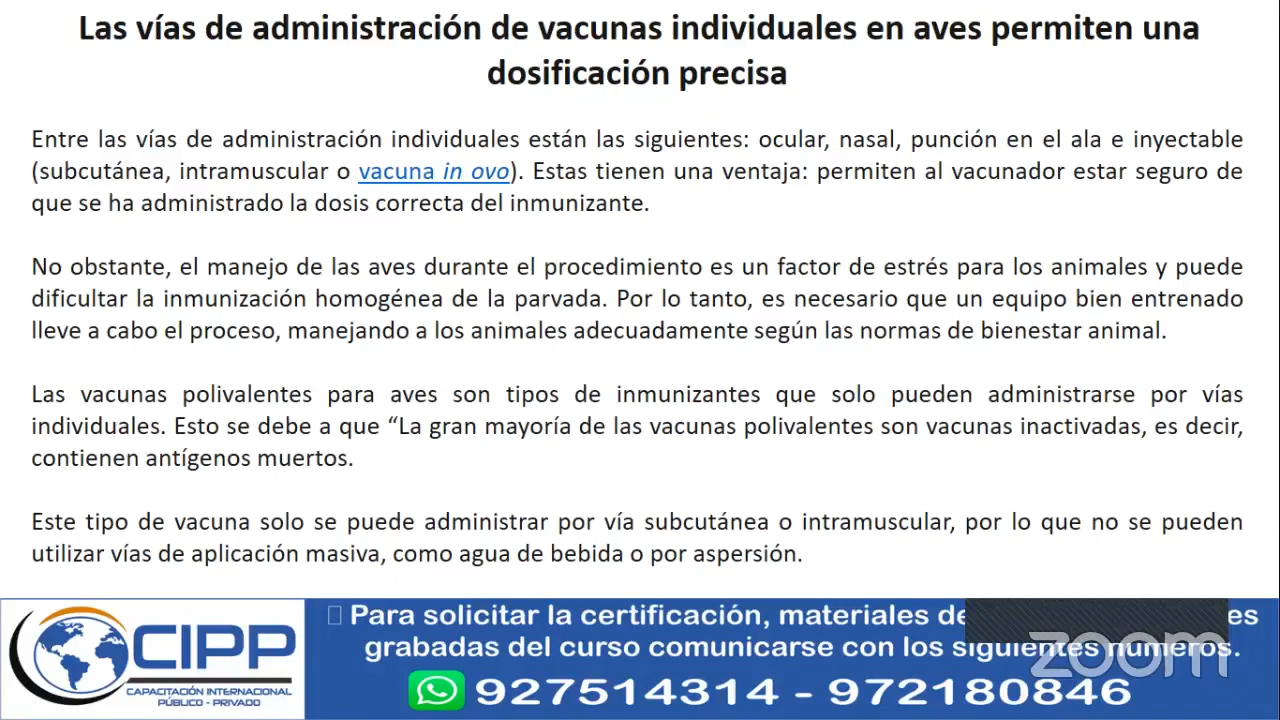 Las vías de administración de vacunas individuales en aves permiten una
dosificación precisa
Entre las vías de administración individuales están las siguientes: ocular, nasal, punción en el ala e inyectable
(subcutánea, intramuscular o vacuna in ovo). Estas tienen una ventaja: permiten al vacunador estar seguro de
que se ha administrado la dosis correcta del inmunizante.
No obstante, el manejo de las aves durante el procedimiento es un factor de estrés para los animales y puede
dificultar la inmunización homogénea de la parvada. Por lo tanto, es necesario que un equipo bien entrenado
lleve a cabo el proceso, manejando a los animales adecuadamente según las normas de bienestar animal.
Las vacunas polivalentes para aves son tipos de inmunizantes que solo pueden administrarse por vías
individuales. Esto se debe a que “La gran mayoría de las vacunas polivalentes son vacunas inactivadas, es decir,
contienen antígenos muertos.
Este tipo de vacuna solo se puede administrar por vía subcutánea o intramuscular, por lo que no se pueden
utilizar vías de aplicación masiva, como agua de bebida o por aspersión.
CIPP
CAPACITACIÓN INTERNACIONAL
PÚBLICO - PRIVADO
Para solicitar la certificación, materiales de
grabadas del curso comunicarse con los siguientes números.
927514314 - 972180846
zoom